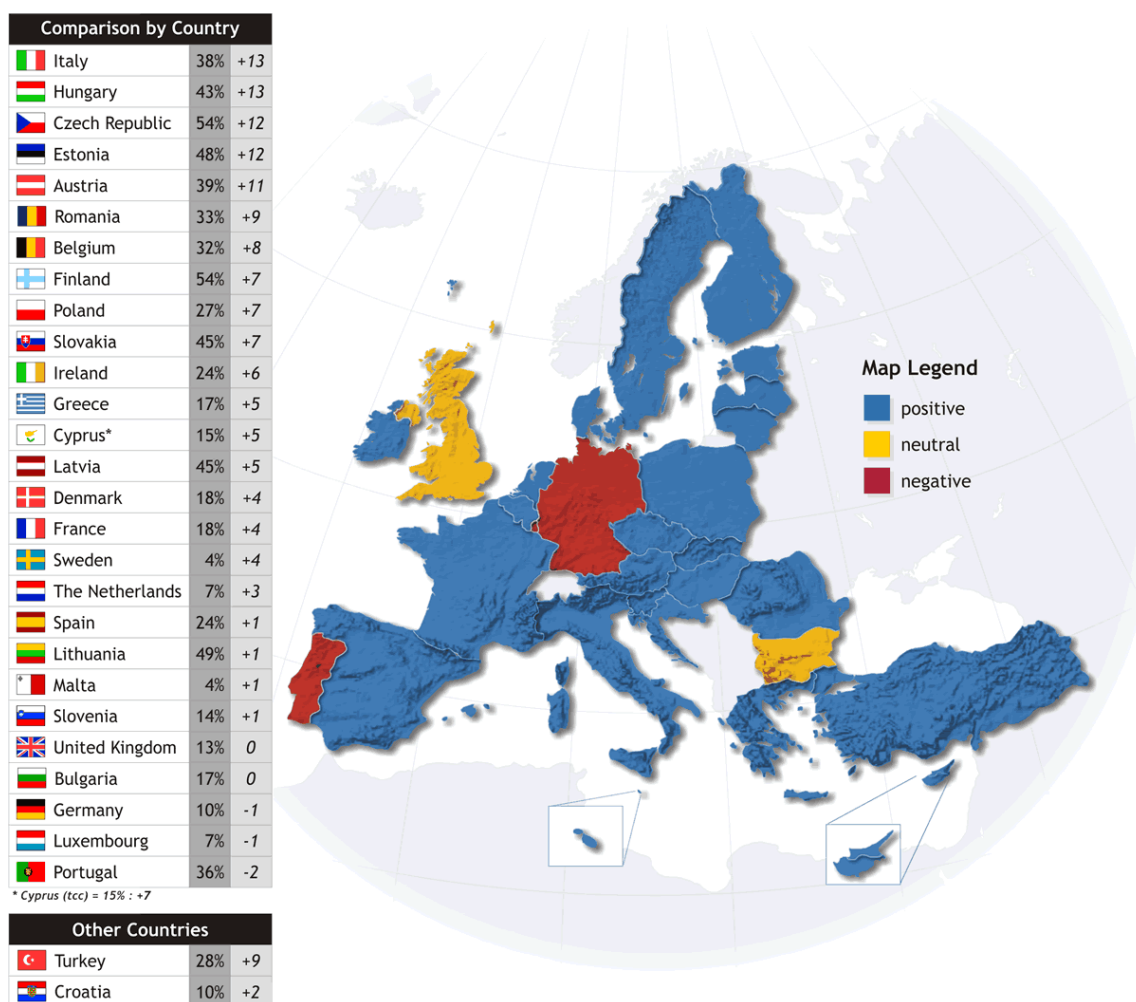 Comparison by Country
Italy 38% +13
Hungary 43% +13
Czech Republic 54% +12
Estonia 48% +12
Austria 39% +11
Romania 33% +9
Belgium 32% +8
Finland 54% +7
Poland 27% +7
Slovakia 45% +7
Ireland 24% +6
Greece 17% +5
Cyprus* 15% +5
Latvia 45% +5
Denmark 18% +4
France 18% +4
Sweden 4% +4
The Netherlands 7% +3
Spain 24% +1
Lithuania 49% +1
Malta 4% +1
Slovenia 14% +1
United Kingdom 13% 0
Bulgaria 17% 0
Germany 10% -1
Luxembourg 7% -1
Portugal 36% -2
* Cyprus (tcc) = 15% : +7
Other Countries
Turkey 28% +9
Croatia 10% +2
Map Legend
positive
neutral
negative